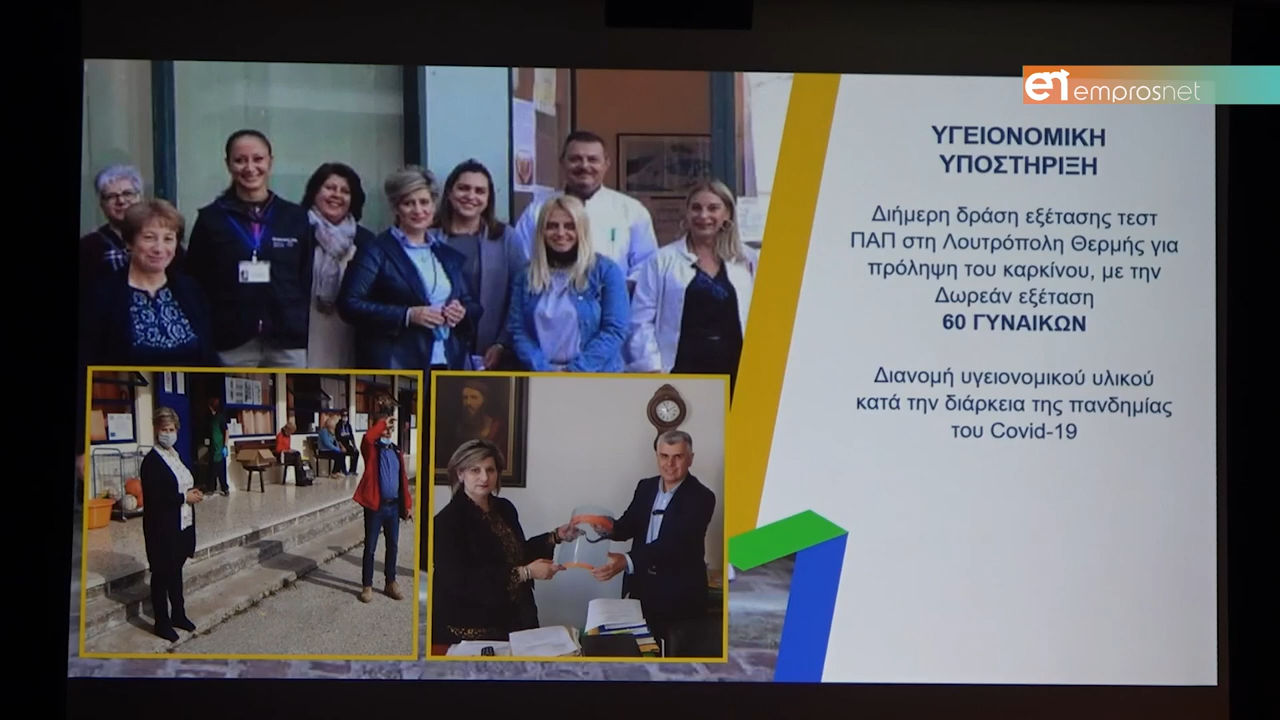 en emprosnet
ΥΓΕΙΟΝΟΜΙΚΗ
ΥΠΟΣΤΗΡΙΞΗ
Διήμερη δράση εξέτασης τεστ
ΠΑΠ στη Λουτρόπολη Θερμής για
πρόληψη του καρκίνου, με την
Δωρεάν εξέταση
60 ΓΥΝΑΙΚΩΝ
Διανομή υγειονομικού υλικού
κατά την διάρκεια της πανδημίας
του Covid-19